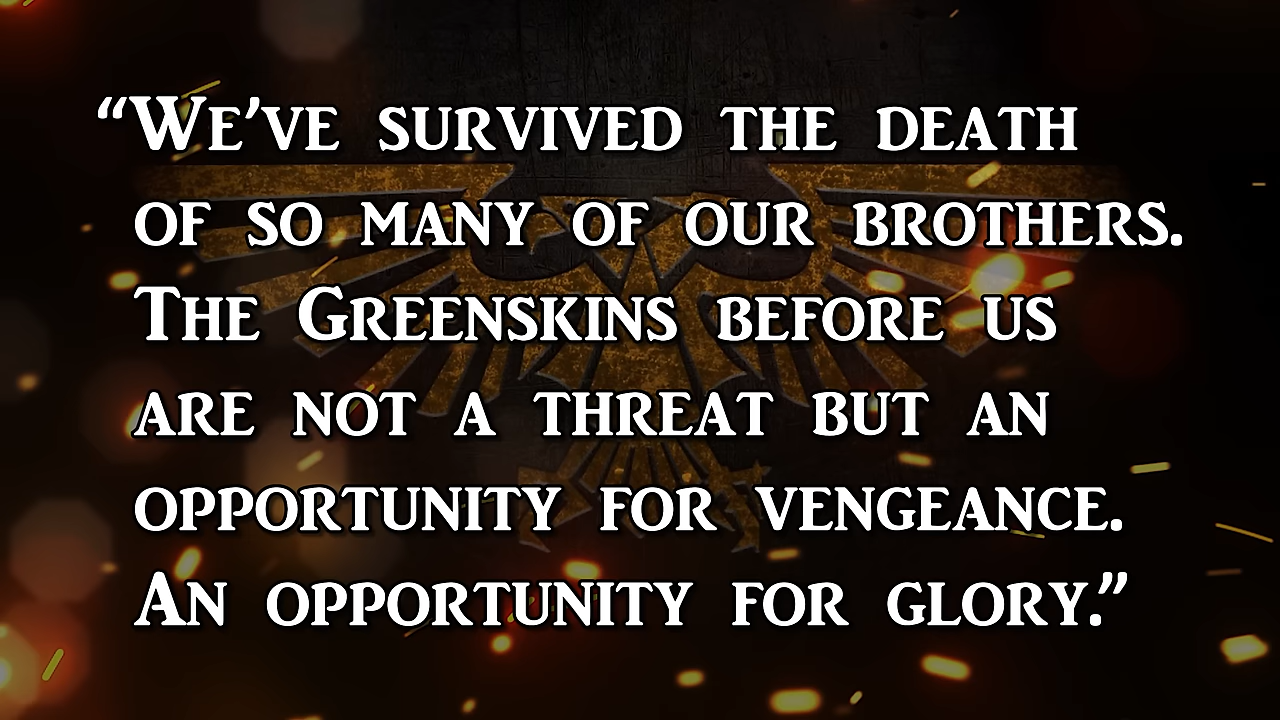 “We’ve survived the death
of so many of our brothers.
The Greenskins before us
are not a threat but an
opportunity for vengeance.
An opportunity for glory.”